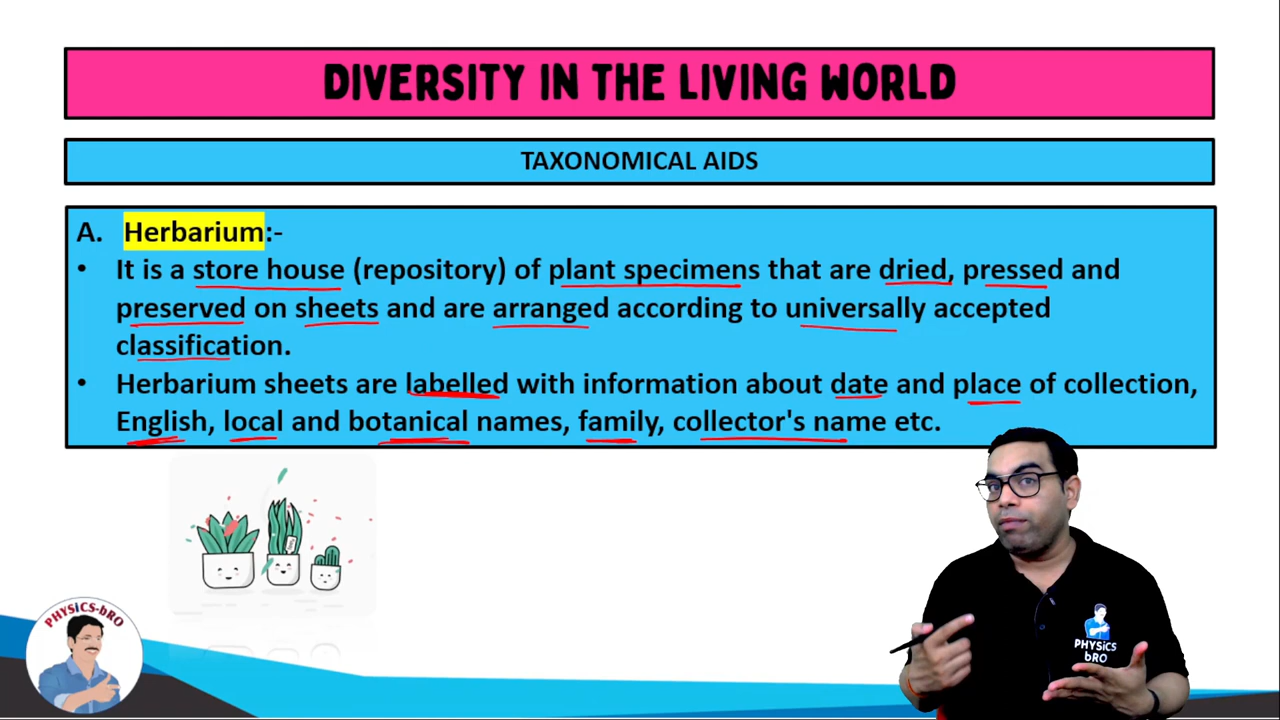 DIVERSITY IN THE LIVING WORLD
TAXONOMICAL AIDS
A. Herbarium:-
• It is a store house (repository) of plant specimens that are dried, pressed and
preserved on sheets and are arranged according to universally accepted
classification.
• Herbarium sheets are labelled with information about date and place of collection,
English, local and botanical names, family, collector's name etc.
PHYSiCS-bRO
PHYSiCS
bRO